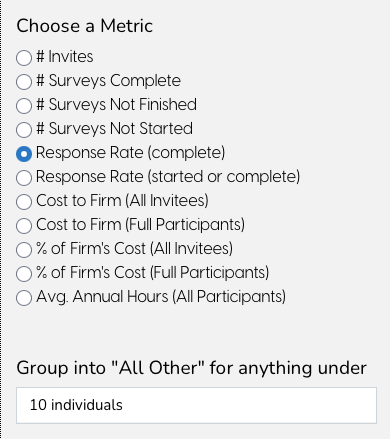 Choose a Metric
# Invites
# Surveys Complete
# Surveys Not Finished
# Surveys Not Started
Response Rate (complete)
Response Rate (started or complete)
Cost to Firm (All Invitees)
Cost to Firm (Full Participants)
% of Firm's Cost (All Invitees)
% of Firm's Cost (Full Participants)
Avg. Annual Hours (All Participants)
Group into "All Other" for anything under
10 individuals